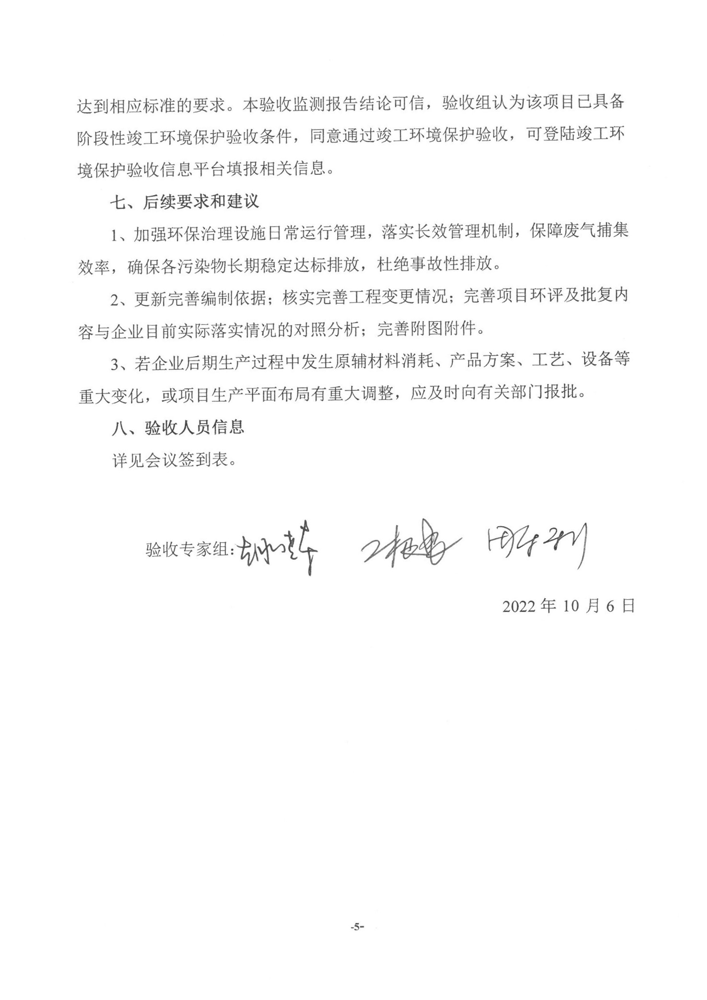 达到相应标准的要求。本验收监测报告结论可信，验收组认为该项目已具备
阶段性竣工环境保护验收条件，同意通过竣工环境保护验收，可登陆竣工环
境保护验收信息平台填报相关信息。
七、后续要求和建议
1、加强环保治理设施日常运行管理，落实长效管理机制，保障废气捕集
效率，确保各污染物长期稳定达标排放，杜绝事故性排放。
2、更新完善编制依据；核实完善工程变更情况；完善项目环评及批复内
容与企业目前实际落实情况的对照分析；完善附图附件。
3、若企业后期生产过程中发生原辅材料消耗、产品方案、工艺、设备等
重大变化，或项目生产平面布局有重大调整，应及时向有关部门报批。
八、验收人员信息
详见会议签到表。
验收专家组：
2022 年 10 月 6 日
-5-